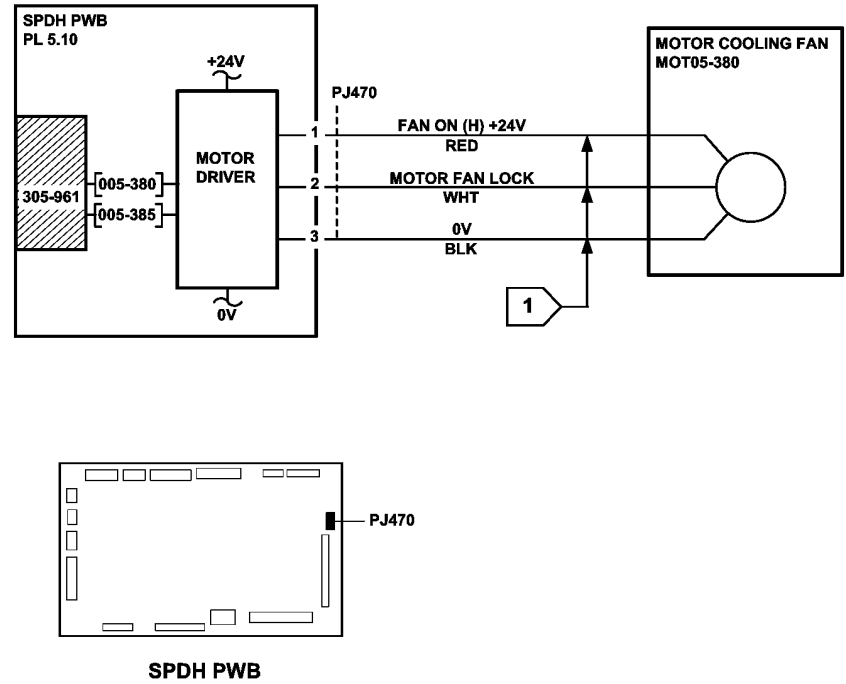 SPDH PWB
PL 5.10
+24V
MOTOR COOLING FAN
MOT05-380
PJ470
1
FAN ON (H) +24V
RED
MOTOR
DRIVER
005-380
2
MOTOR FAN LOCK
WHT
305-961
005-385
3
0V
BLK
0V
1
PJ470
SPDH PWB